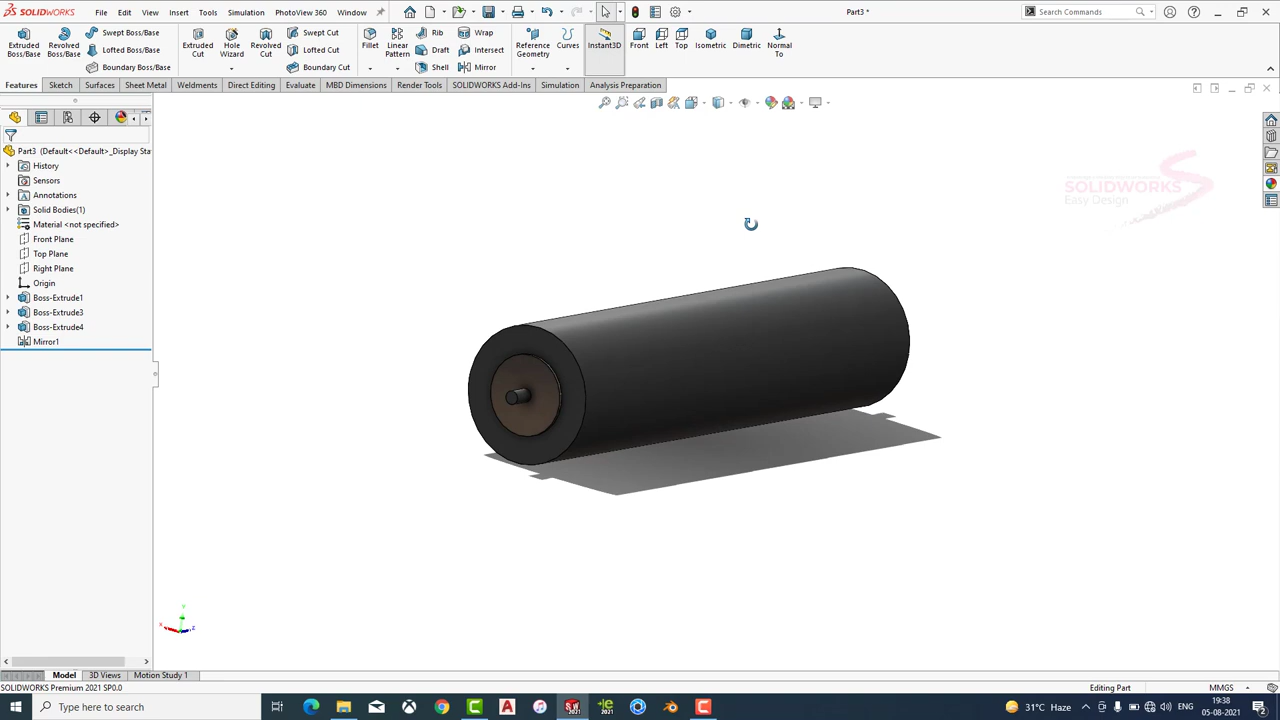 SOLIDWORKS File Edit View Insert Tools Simulation PhotoView 360 Window Part3 * Search Commands
Extruded Boss/Base Revolved Boss/Base Swept Boss/Base Lofted Boss/Base Boundary Boss/Base Extruded Cut Hole Wizard Revolved Cut Swept Cut Lofted Cut Boundary Cut Fillet Linear Pattern Rib Draft Shell Wrap Intersect Mirror Reference Geometry Curves Instant3D Front Left Top Isometric Dimetric Normal To
Features Sketch Surfaces Sheet Metal Weldments Direct Editing Evaluate MBD Dimensions Render Tools SOLIDWORKS Add-Ins Simulation Analysis Preparation
Part3 (Default<<Default>_Display Sta
History
Sensors
Annotations
Solid Bodies(1)
Material <not specified>
Front Plane
Top Plane
Right Plane
Origin
Boss-Extrude1
Boss-Extrude3
Boss-Extrude4
Mirror1
SOLIDWORKS
Easy Design
Y
X
Z
Model 3D Views Motion Study 1
SOLIDWORKS Premium 2021 SP0.0 Editing Part MMGS
Type here to search 31°C Haze ENG 19:38
05-08-2021